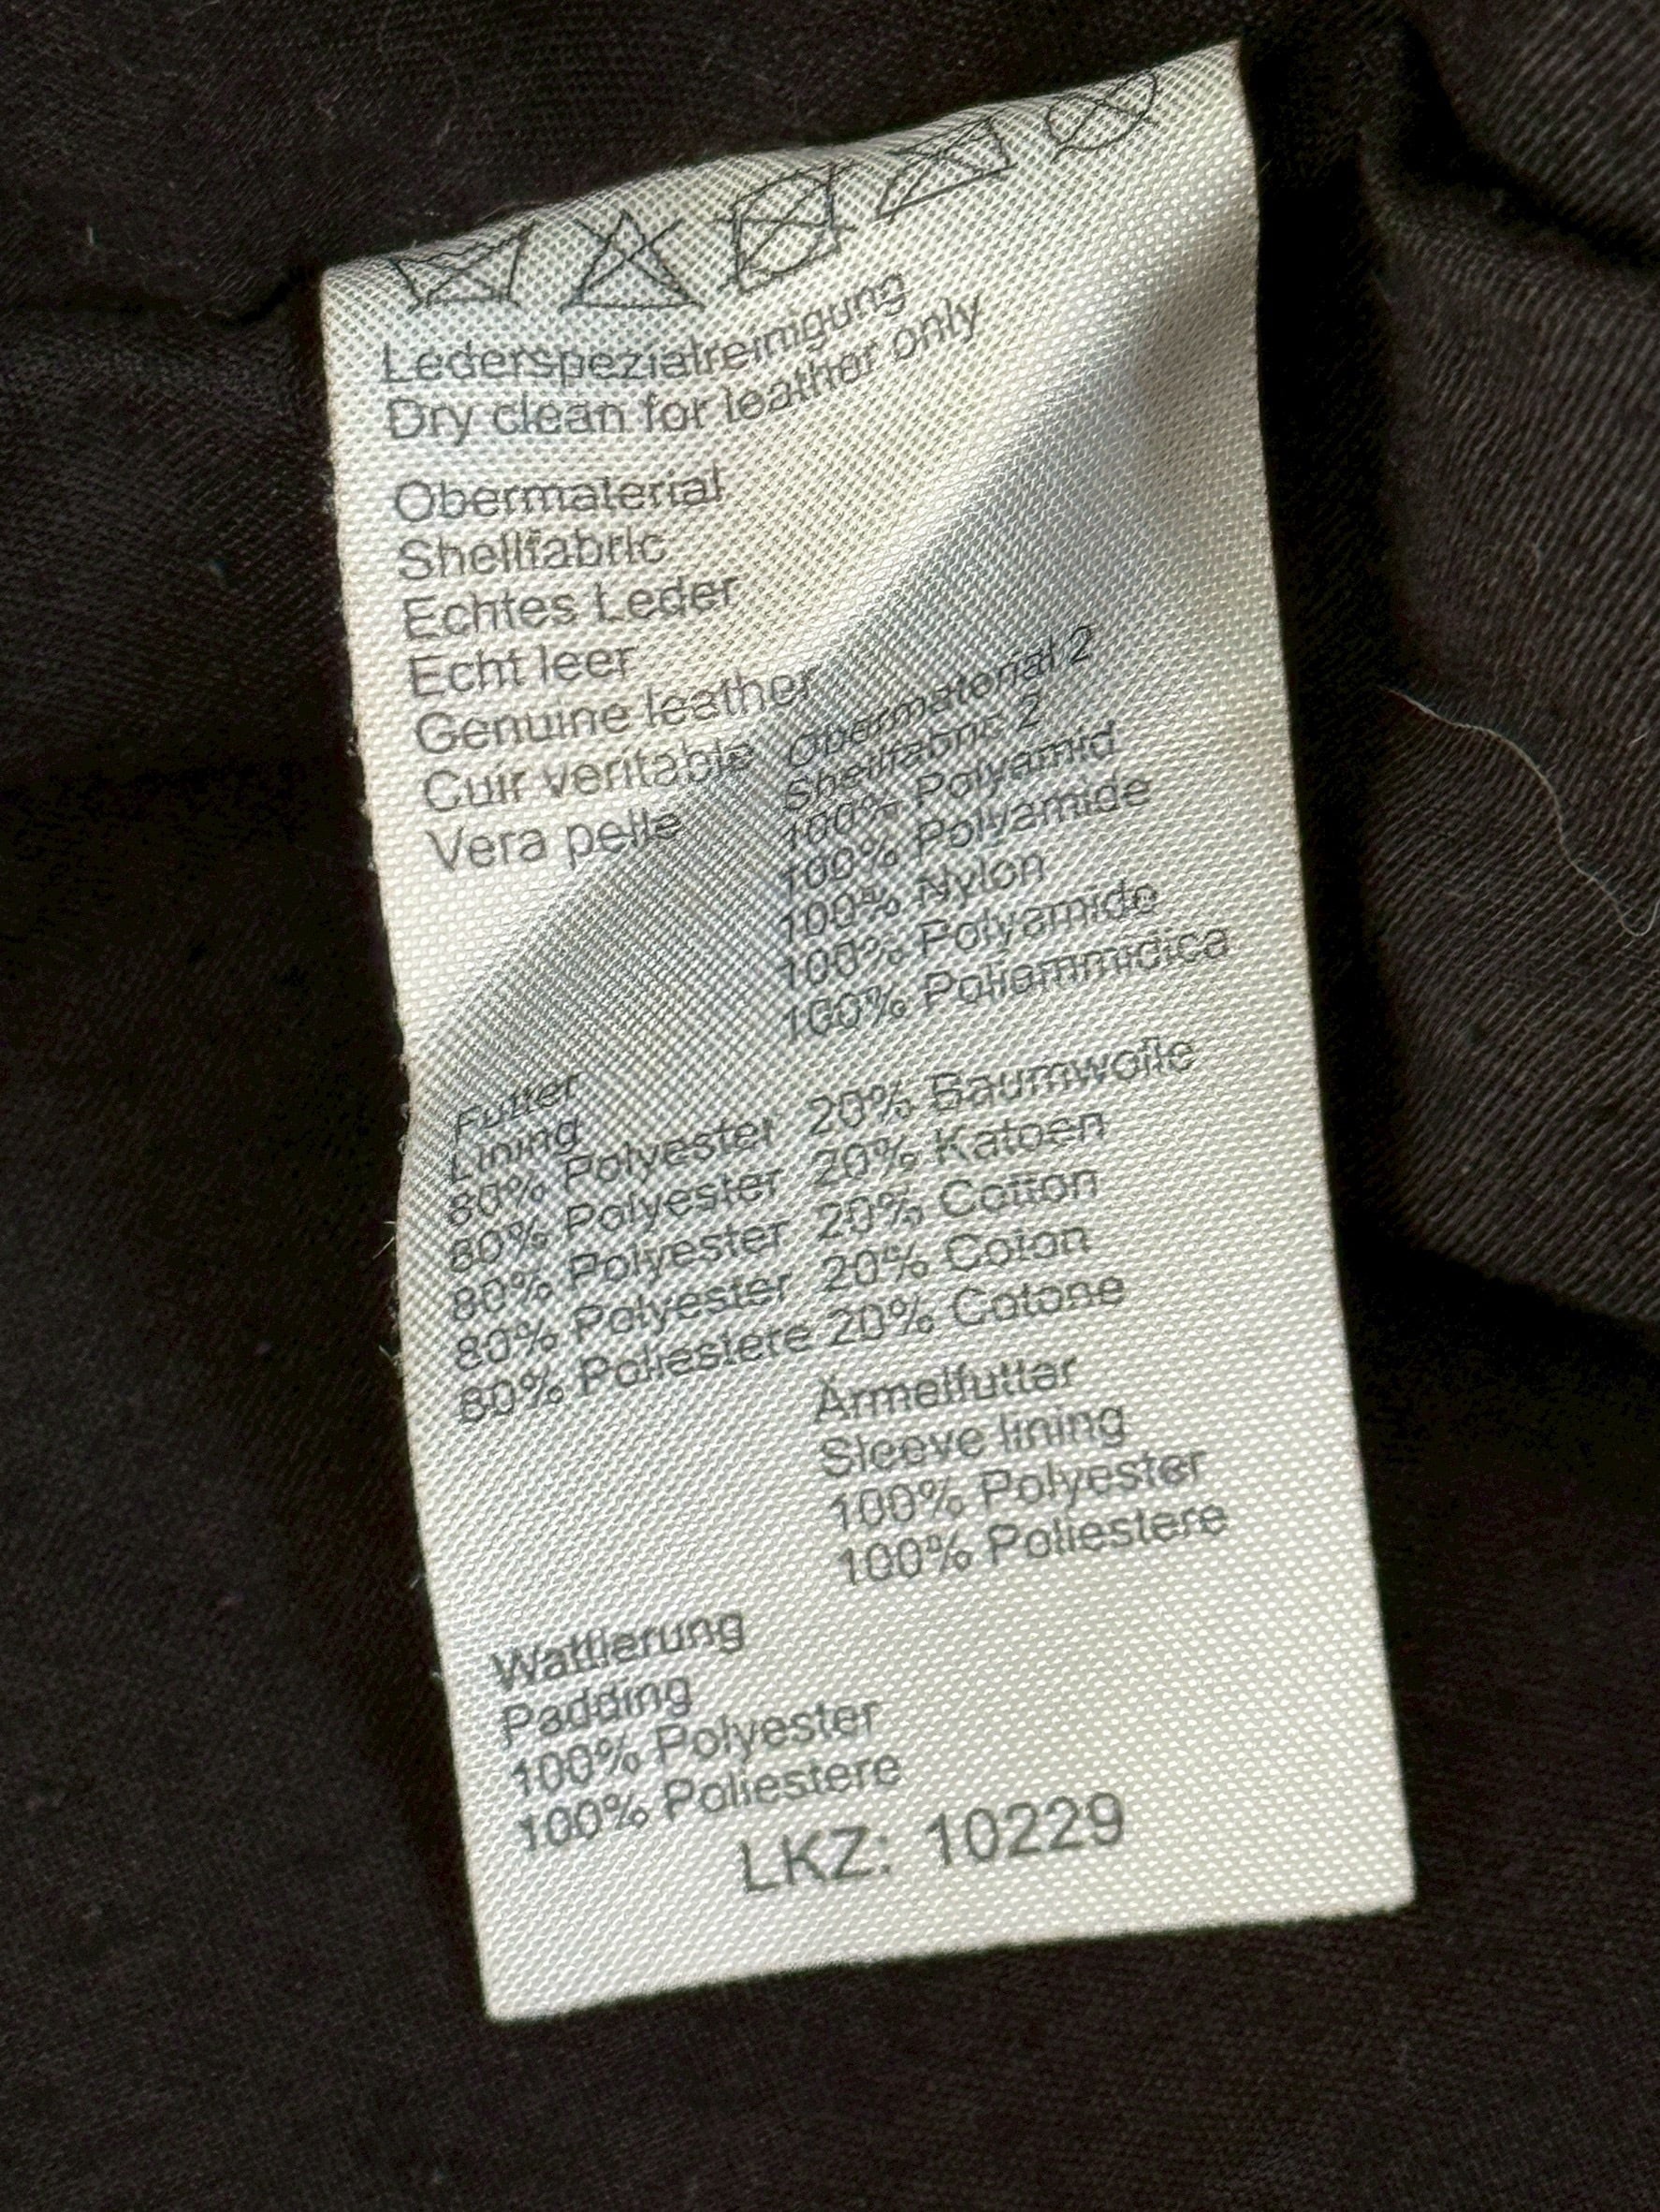 Lederspezialreinigung
Dry clean for leather only
Obermaterial
Shellfabric
Echtes Leder
Echt leer
Genuine leather
Cuir veritable
Vera pelle
Obermaterial 2
Shellfabric 2
100% Polyamid
100% Polyamide
100% Nylon
100% Polyamide
100% Poliammidica
Futter
Lining
80% Polyester 20% Baumwolle
80% Polyester 20% Katoen
80% Polyester 20% Cotton
80% Polyester 20% Coton
80% Poliestere 20% Cotone
Ärmelfutter
Sleeve lining
100% Polyester
100% Poliestere
Wattierung
Padding
100% Polyester
100% Poliestere
LKZ: 10229